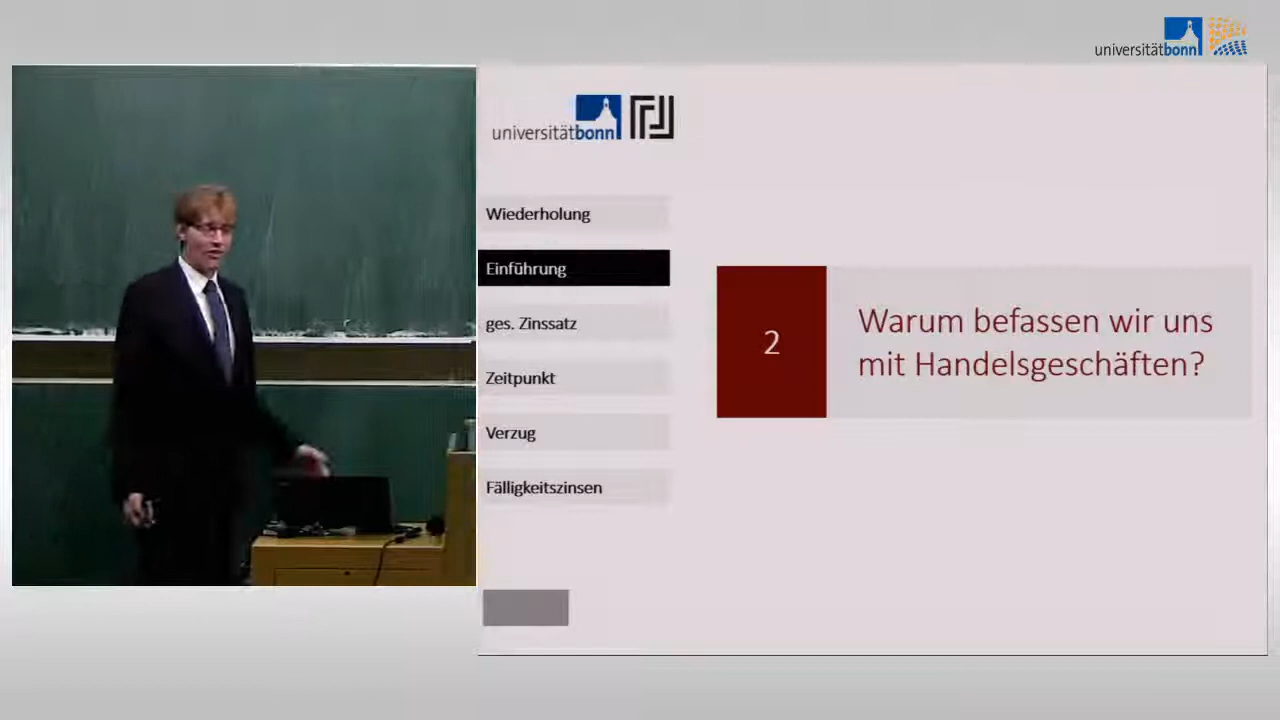 universitätbonn
universitätbonn
Wiederholung
Einführung
ges. Zinssatz
Zeitpunkt
Verzug
Fälligkeitszinsen
2
Warum befassen wir uns
mit Handelsgeschäften?